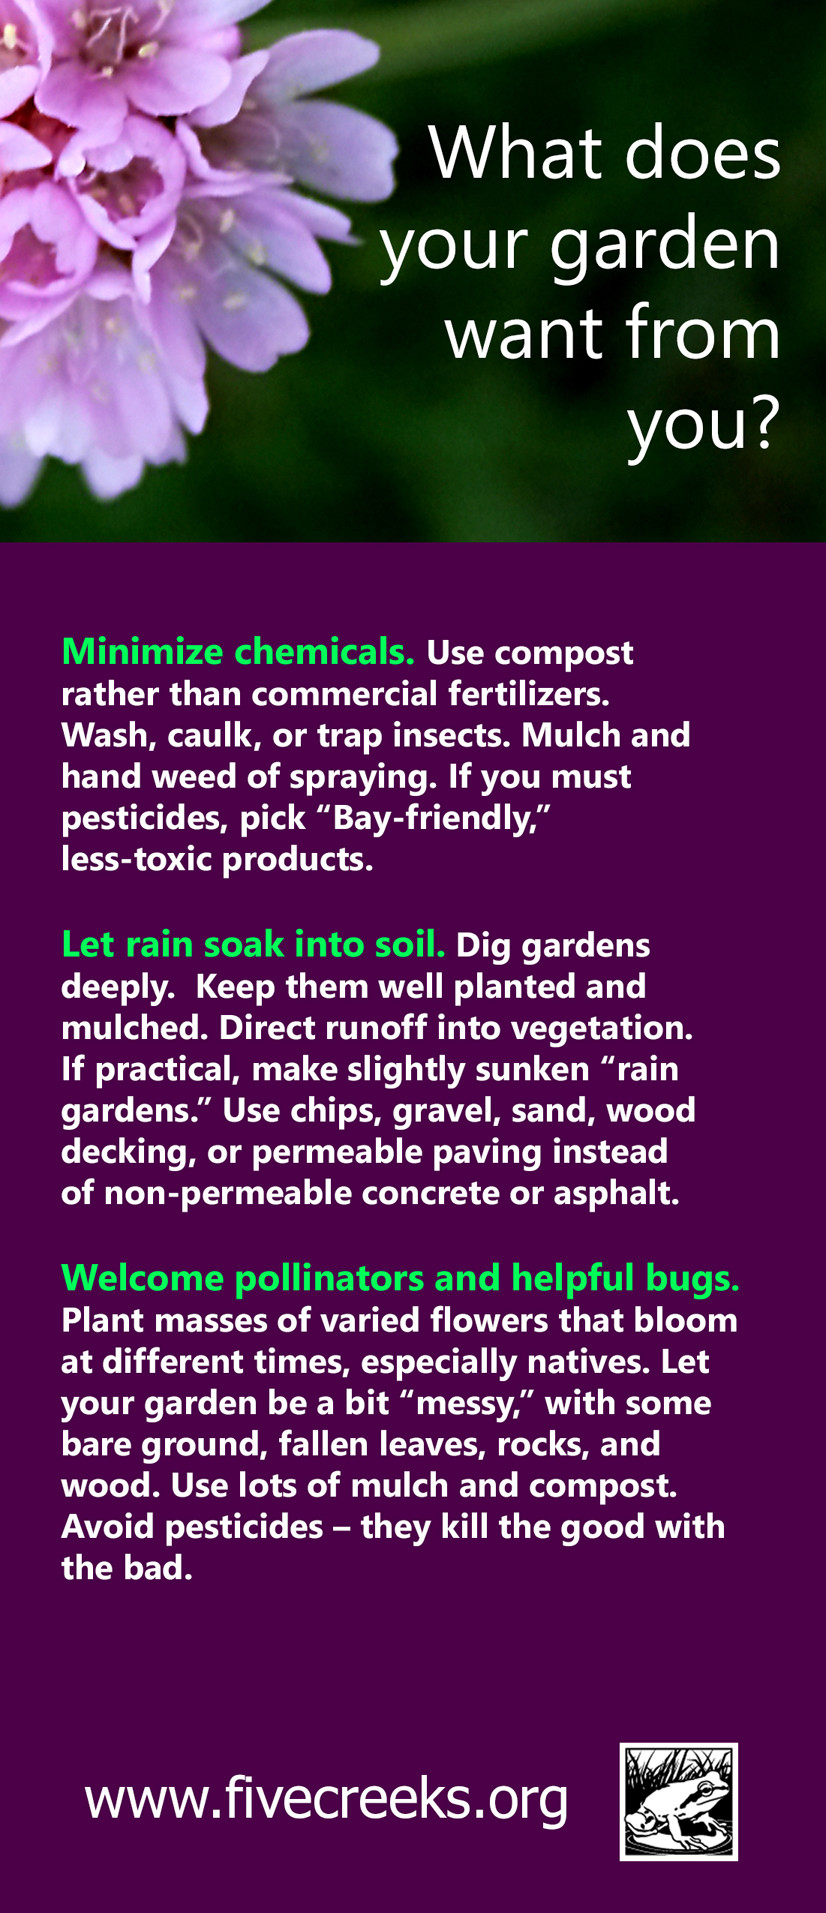 What does
your garden
want from
you?
Minimize chemicals. Use compost
rather than commercial fertilizers.
Wash, caulk, or trap insects. Mulch and
hand weed of spraying. If you must
pesticides, pick “Bay-friendly,”
less-toxic products.
Let rain soak into soil. Dig gardens
deeply.  Keep them well planted and
mulched. Direct runoff into vegetation.
If practical, make slightly sunken “rain
gardens.” Use chips, gravel, sand, wood
decking, or permeable paving instead
of non-permeable concrete or asphalt.
Welcome pollinators and helpful bugs.
Plant masses of varied flowers that bloom
at different times, especially natives. Let
your garden be a bit “messy,” with some
bare ground, fallen leaves, rocks, and
wood. Use lots of mulch and compost.
Avoid pesticides – they kill the good with
the bad.
www.fivecreeks.org